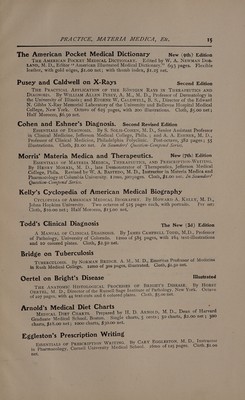 PRACTICE, MATERIA MEDICA, Etc. 15
The American Pocket Medical Dictionary New (9th) Edition
THE AMERICAN POCKET MEDICAL DICTIONARY. Edited by W. A. NEWMAN DOR-
LAND, M. D., Editor "American Illustrated Medical Dictionary." 693 pages. Flexible
leather, with gold edges, $1.00 net; with thumb index, $1.25 net.
Pusey and Caldwell on X-Rays Second Edition
THE PRACTICAL APPLICATION OF THE RÖNTGEN RAYS IN THERAPEUTICS AND
DIAGNOSIS. By WILLIAM ALLEN PUSEY, A. M., M. D., Professor of Dermatology in
the University of Illinois; and EUGENE W. CALDWELL, B. S., Director of the Edward
N. Gibbs X-Ray Memorial Laboratory of the University and Bellevue Hospital Medical
College, New York. Octavo of 625 pages, with 200 illustrations. Cloth, $5.00 net;
Half Morocco, $6.50 net.
Cohen and Eshner's Diagnosis. Second Revised Edition
ESSENTIALS OF DIAGNOSIS. By S. SOLIS-COHEN, M. D., Senior Assistant Professor
in Clinical Medicine, Jefferson Medical College, Phila.; and A. A. ESHNER, M. D.,
Professor of Clinical Medicine, Philadelphia Polyclinic. Post-octavo, 382 pages; 55
illustrations. Cloth, $1.00 net. In Saunders'
Question-Compend Series.
Morris' Materia Medica and Therapeutics. New (7th) Edition
ESSENTIALS OF MATERIA MEDICA, THERAPEUTICS, AND PRESCRIPTION-WRITING.
By HENRY MORRIS, M. D., late Demonstrator of Therapeutics, Jefferson Medical
College, Phila. Revised by W. A. BASTEDO, M. D., Instructor in Materia Medica and
Pharmacology at Columbia University. 12mo, 300 pages. Cloth, $1.00 net. In Saunders'
Question-Compend Series.
Kelly's Cyclopedia of American Medical Biography
CYCLOPEDIA OF AMERICAN MEDICAL BIOGRAPHY. By HOWARD A. KELLY, M. D.,
Johns Hopkins University. Two octavos of 525 pages each, with portraits. Per set:
Cloth, $10.00 net; Half Morocco, $13.00 net.
Todd's Clinical Diagnosis The New (2d) Edition
A MANUAL OF CLINICAL DIAGNOSIS. By JAMES CAMPBELL TODD, M. D., Professor
of Pathology, University of Colorado. 12mo of 385 pages, with 164 text-illustrations
and 10 colored plates. Cloth, $2.50 net.
Bridge on Tuberculosis
TUBERCULOSIS. By NORMAN BRIDGE, A. M., M. D., Emeritus Professor of Medicine
in Rush Medical College. 12mo of 302 pages, illustrated. Cloth, $1.50 net.
Oertel on Bright's Disease Illustrated
THE ANATOMIC HISTOLOGICAL PROCESSES OF BRIGHT'S DISEASE. By HORST
OERTEL, M. D., Director of the Russell Sage Institute of Pathology, New York. Octavo
of 227 pages, with 44 text-cuts and 6 colored plates. Cloth, $5.00 net.
Arnold's Medical Diet Charts
MEDICAL DIET CHARTS. Prepared by H. D. ARNOLD, M. D., Dean of Harvard
Graduate Medical School, Boston. Single charts, 5 cents; 50 charts, $2.00 net; 500
charts, $18.00 net; 1000 charts, $30.00 net.
Eggleston's Prescription Writing
ESSENTIALS OF PRESCRIPTION WRITING. By CARY EGGLESTON, M. D., Instructor
in Pharmacology, Cornell University Medical School. 16mo of 125 pages. Cloth, $1.00
net.